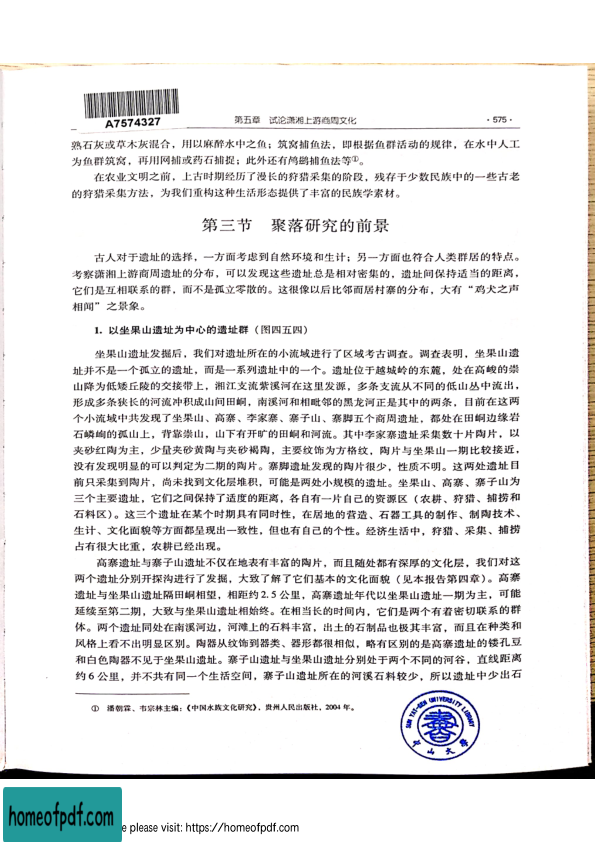 A7574327
第五章 试论潇湘上游商周文化
·575·
熟石灰或草木灰混合，用以麻醉水中之鱼；筑窝捕鱼法，即根据鱼群活动的规律，在水中人工
为鱼群筑窝，再用网捕或药石捕捉；此外还有鸬鹚捕鱼法等①。
在农业文明之前，上古时期经历了漫长的狩猎采集的阶段，残存于少数民族中的一些古老
的狩猎采集方法，为我们重构这种生活形态提供了丰富的民族学素材。
第三节 聚落研究的前景
古人对于遗址的选择，一方面考虑到自然环境和生计；另一方面也符合人类群居的特点。
考察潇湘上游商周遗址的分布，可以发现这些遗址总是相对密集的，遗址间保持适当的距离，
它们是互相联系的群，而不是孤立零散的。这很像以后比邻而居村寨的分布，大有“鸡犬之声
相闻”之景象。
1. 以坐果山遗址为中心的遗址群（图四五四）
坐果山遗址发掘后，我们对遗址所在的小流域进行了区域考古调查。调查表明，坐果山遗
址并不是一个孤立的遗址，而是一系列遗址中的一个。遗址位于越城岭的东麓，处在高峻的崇
山降为低矮丘陵的交接带上，湘江支流紫溪河在这里发源，多条支流从不同的低山丛中流出，
形成多条狭长的河流冲积成山间田峒，南溪河和相毗邻的黑龙河正是其中的两条，目前在这两
个小流域中共发现了坐果山、高寨、李家寨、寨子山、寨脚五个商周遗址，都处在田峒边缘岩
石嶙峋的孤山上，背靠崇山，山下有开旷的田峒和河流。其中李家寨遗址采集数十片陶片，以
夹砂红陶为主，少量夹砂黄陶与夹砂褐陶，主要纹饰为方格纹，陶片与坐果山一期比较接近，
没有发现明显的可以判定为二期的陶片。寨脚遗址发现的陶片很少，性质不明。这两处遗址目
前只采集到陶片，尚未找到文化层堆积，可能是两处小规模的遗址。坐果山、高寨、寨子山为
三个主要遗址，它们之间保持了适度的距离，各自有一片自己的资源区（农耕、狩猎、捕捞和
石料区）。这三个遗址在某个时期具有同时性，在居地的营造、石器工具的制作、制陶技术、
生计、文化面貌等方面都呈现出一致性，但也有自己的个性。经济生活中，狩猎、采集、捕捞
占有很大比重，农耕已经出现。
高寨遗址与寨子山遗址不仅在地表有丰富的陶片，而且随处都有深厚的文化层，我们对这
两个遗址分别开探沟进行了发掘，大致了解了它们基本的文化面貌（见本报告第四章）。高寨
遗址与坐果山遗址隔田峒相望，相距约2.5公里，高寨遗址年代以坐果山遗址一期为主，可能
延续至第二期，大致与坐果山遗址相始终。在相当长的时间内，它们是两个有着密切联系的群
体。两个遗址同处在南溪河边，河滩上的石料丰富，出土的石制品也极其丰富，而且在种类和
风格上看不出明显区别。陶器从纹饰到器类、器形都很相似，略有别的是高寨遗址的镂孔豆
和白色陶器不见于坐果山遗址。寨子山遗址与坐果山遗址分别处于两个不同的河谷，直线距离
约6公里，并不共有同一个生活空间，寨子山遗址所在的河溪石料较少，所以遗址中少出石
① 潘朝霖、韦宗林主编：《中国水族文化研究》，贵州人民出版社，2004年。
SUN YAT-SEN UNIVERSITY LIBRARY
中山大学
homeofpdf.com
e please visit: https://homeofpdf.com